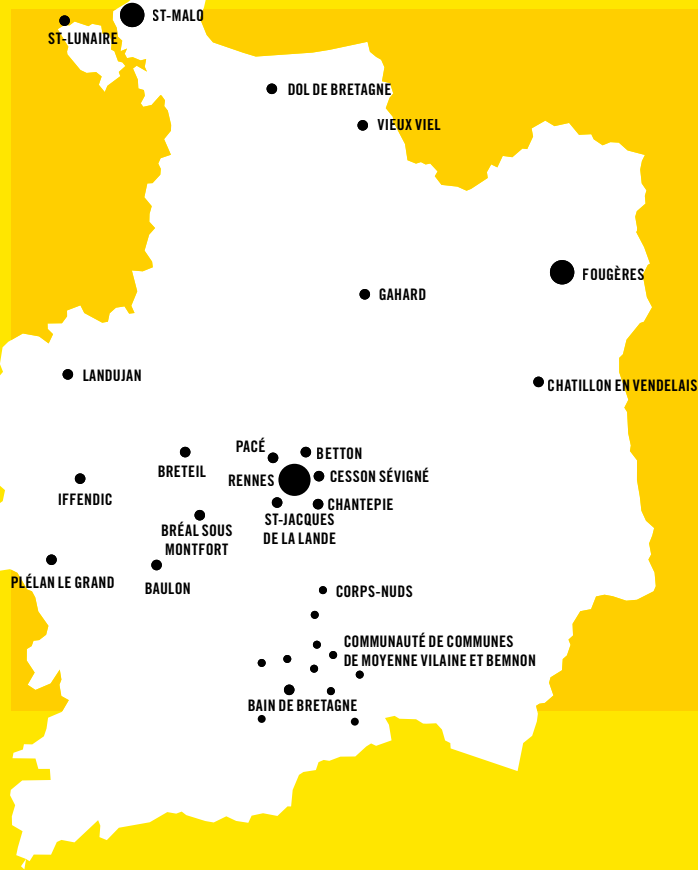 ST-MALO
ST-LUNAIRE
DOL DE BRETAGNE
VIEUX VIEL
FOUGÈRES
GAHARD
LANDUJAN
CHATILLON EN VENDELAIS
PACÉ
BETTON
BRETEIL
RENNES
CESSON SÉVIGNÉ
IFFENDIC
CHANTEPIE
ST-JACQUES
DE LA LANDE
BRÉAL SOUS
MONTFORT
PLÉLAN LE GRAND
BAULON
CORPS-NUDS
COMMUNAUTÉ DE COMMUNES
DE MOYENNE VILAINE ET BEMNON
BAIN DE BRETAGNE